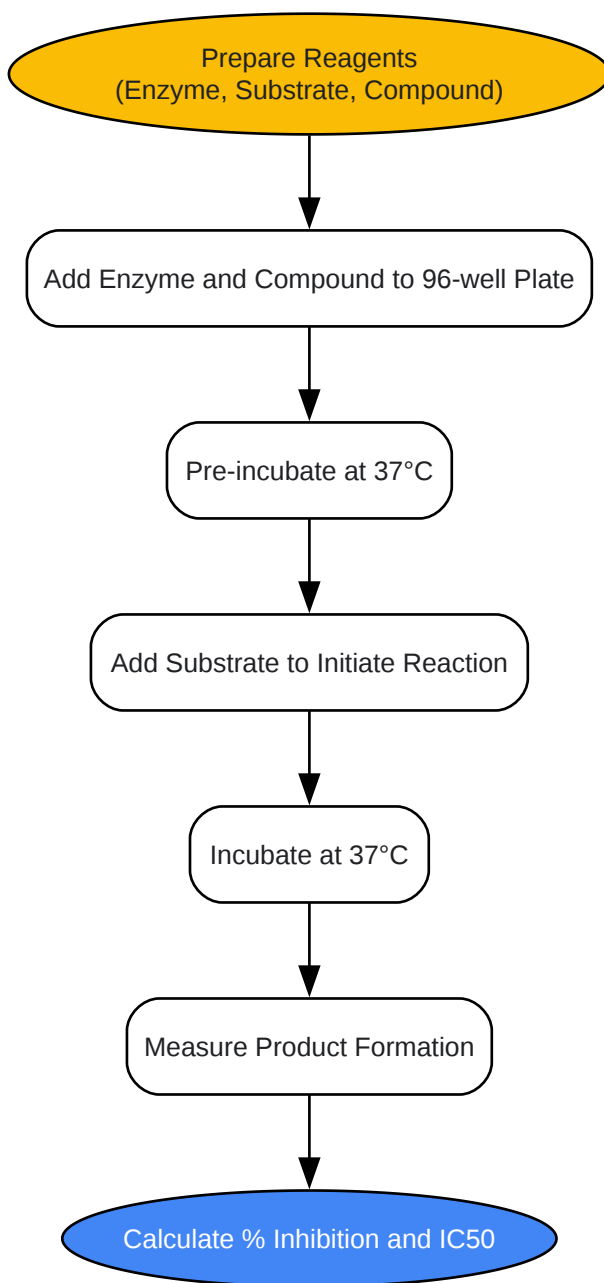 Prepare Reagents
(Enzyme, Substrate, Compound)
Add Enzyme and Compound to 96-well Plate
Pre-incubate at 37°C
Add Substrate to Initiate Reaction
Incubate at 37°C
Measure Product Formation
Calculate % Inhibition and IC50